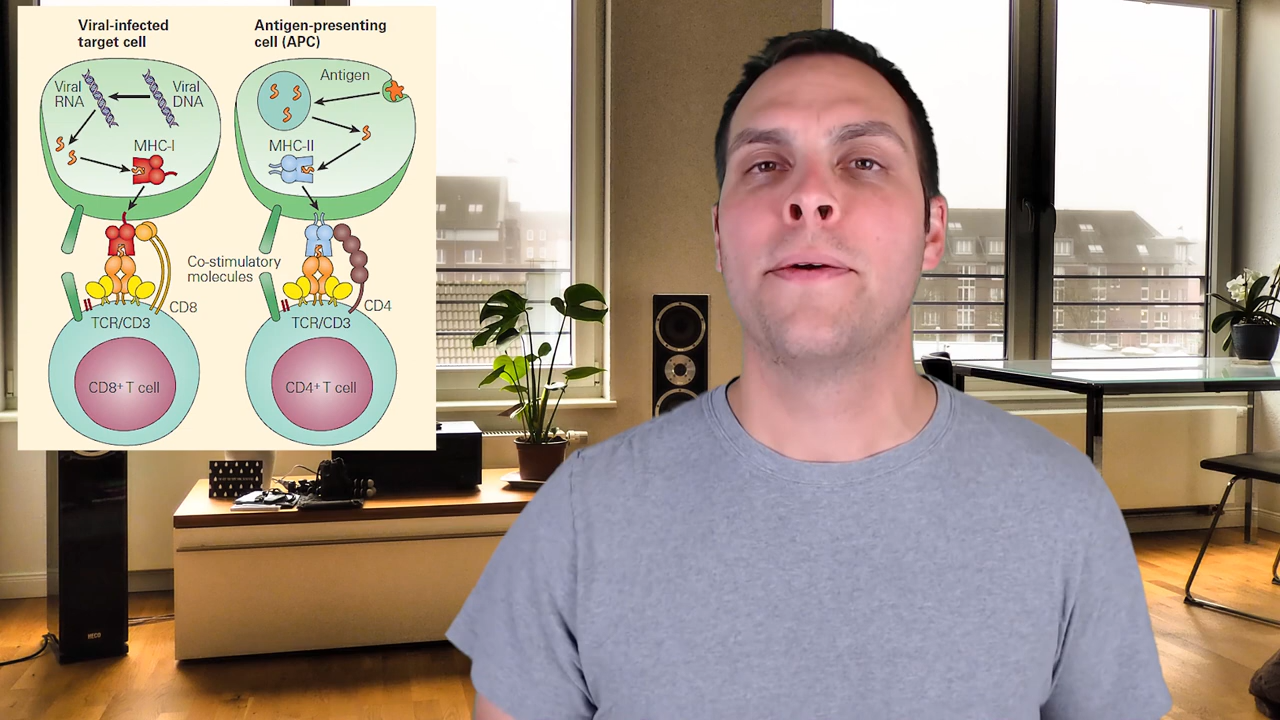 Viral-infected
target cell
Viral
RNA
Viral
DNA
MHC-I
CD8
TCR/CD3
CD8+ T cell
Antigen-presenting
cell (APC)
Antigen
MHC-II
Co-stimulatory
molecules
CD4
TCR/CD3
CD4+ T cell
HECO